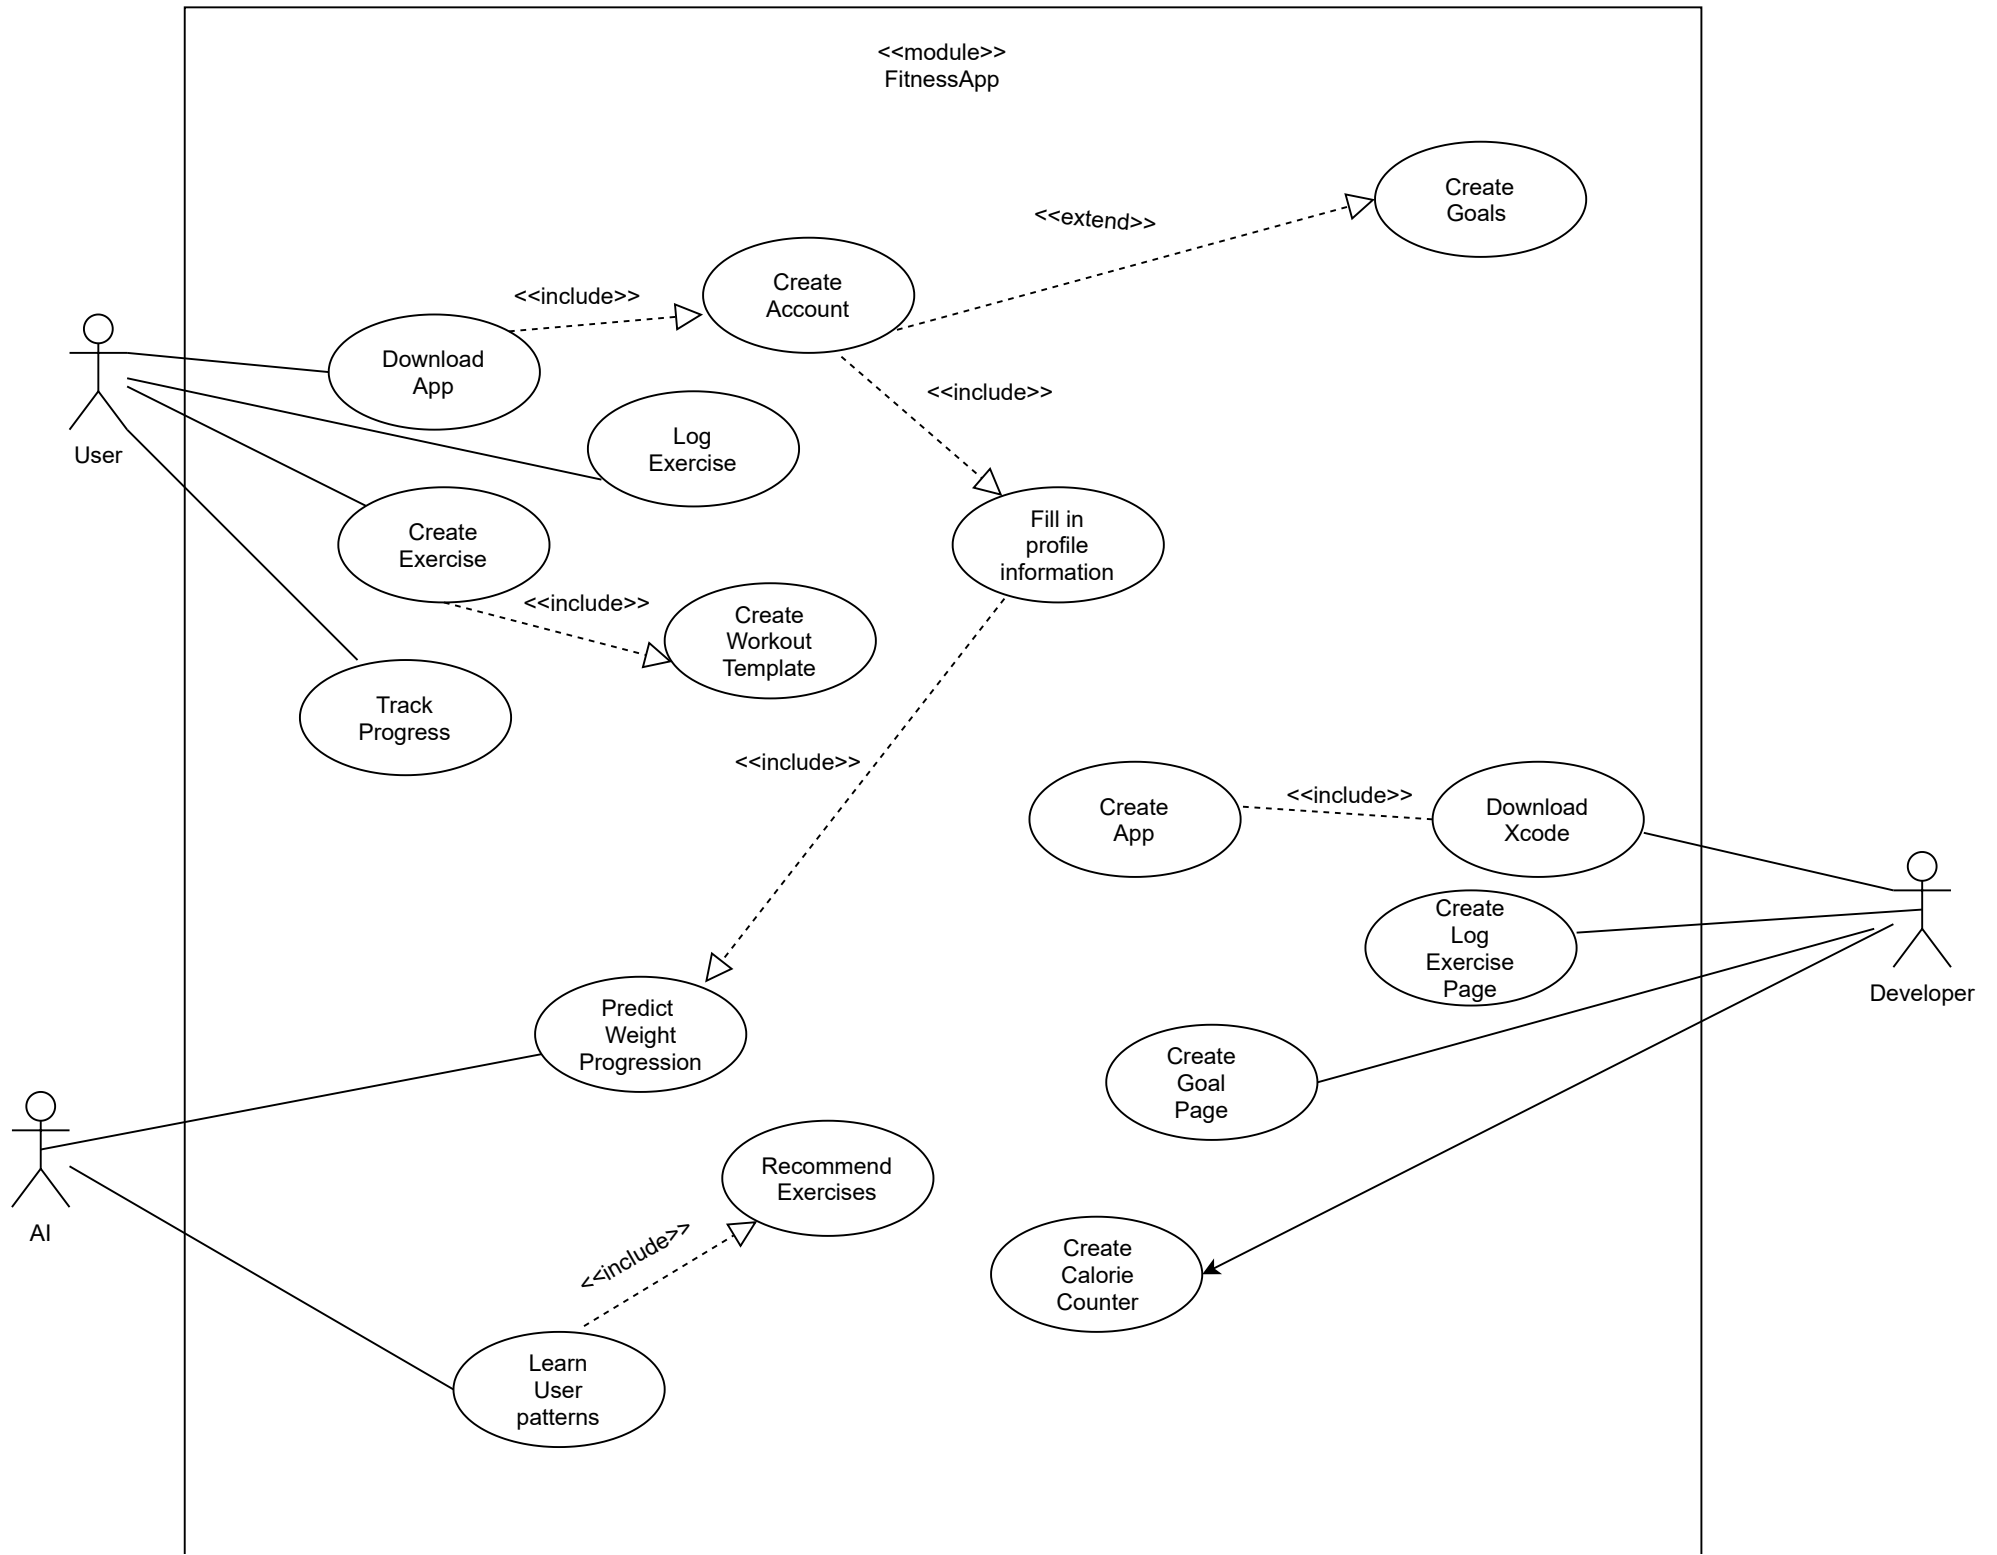 <<module>>
FitnessApp
Create
Goals
<<extend>>
Create
Account
<<include>>
Download
App
User
<<include>>
Log
Exercise
Create
Exercise
Fill in
profile
information
<<include>>
Create
Workout
Template
Track
Progress
<<include>>
Create
App
<<include>>
Download
Xcode
Create
Log
Exercise
Page
Developer
Predict
Weight
Progression
Create
Goal
Page
AI
Recommend
Exercises
<<include>>
Create
Calorie
Counter
Learn
User
patterns